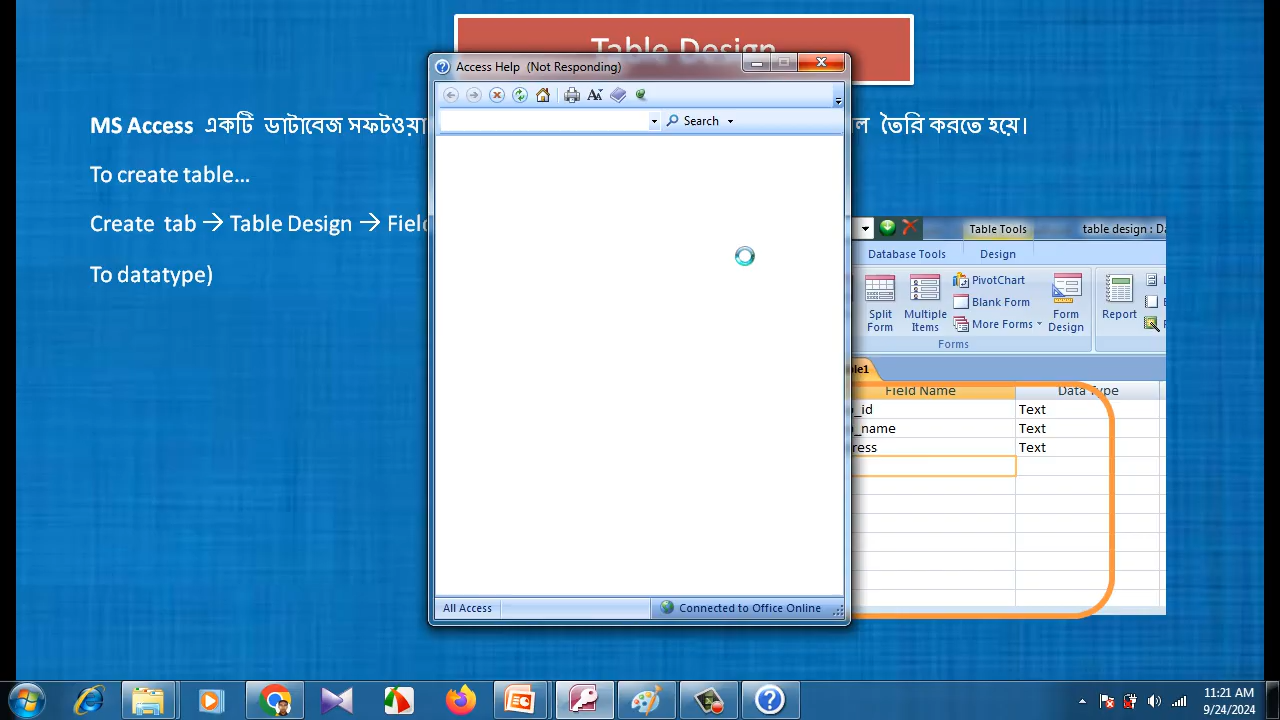 Table Design
Access Help (Not Responding)
MS Access একটি ডাটাবেজ সফটওয়া
ল তৈরি করতে হয়ে।
Search
To create table...
Create tab → Table Design → Field
To datatype)
Table Tools
table design : Da
Database Tools
Design
Split Form
Multiple Items
PivotChart
Blank Form
More Forms
Form Design
Report
Forms
ble1
Field Name
Data Type
_id
Text
_name
Text
ress
Text
All Access
Connected to Office Online
11:21 AM
9/24/2024